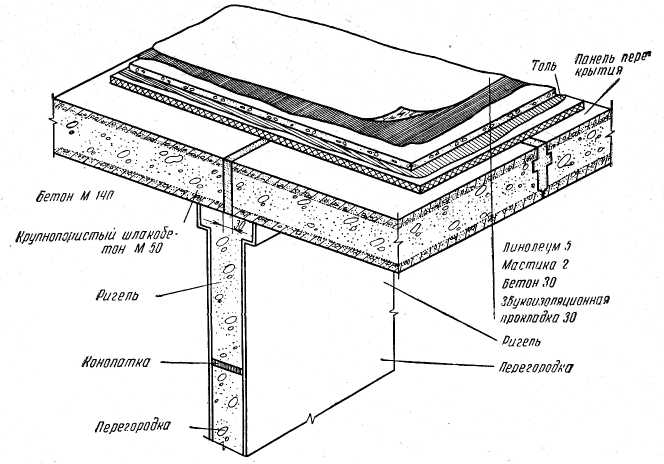 Толь
Панель пере-
крытия
Бетон М 140
Крупнопористый шлакобе-
тон М 50
Ригель
Конопатка
Перегородка
Линолеум 5
Мастика 2
Бетон 30
Звукоизоляционная
прокладка 30
Ригель
Перегородка